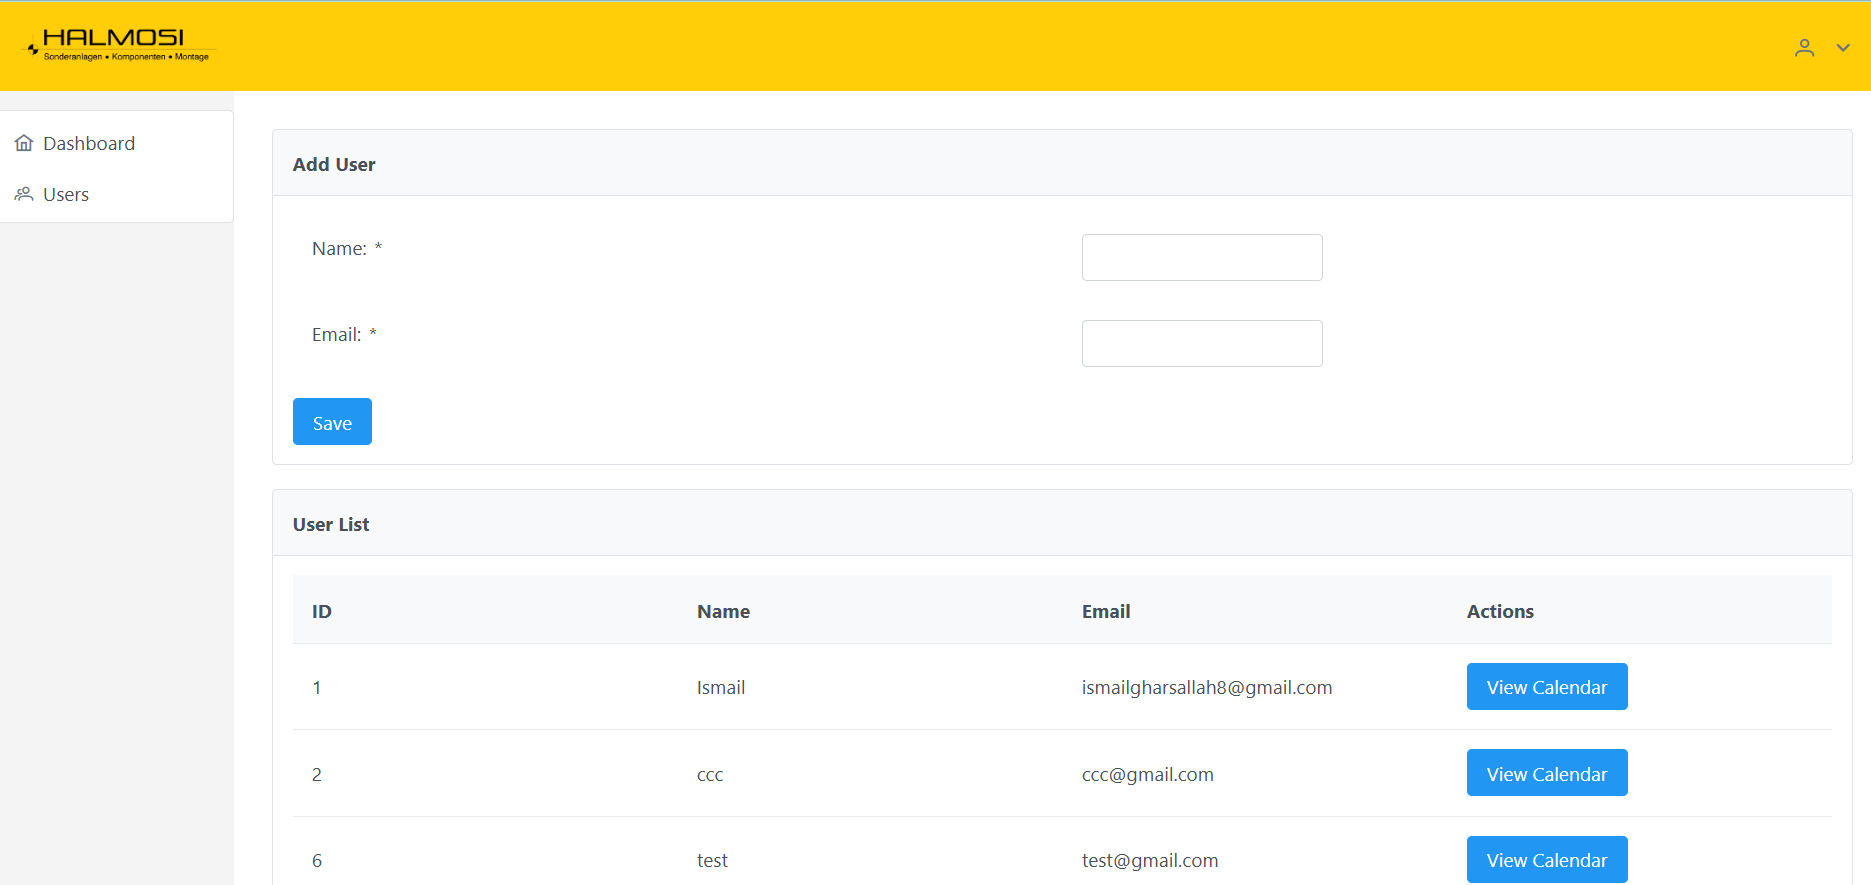 HALMOSI
Sonderanlagen • Komponenten • Montage
Dashboard
Users
Add User
Name: *
Email: *
Save
User List
ID Name Email Actions
1 Ismail ismailgharsallah8@gmail.com View Calendar
2 ccc ccc@gmail.com View Calendar
6 test test@gmail.com View Calendar